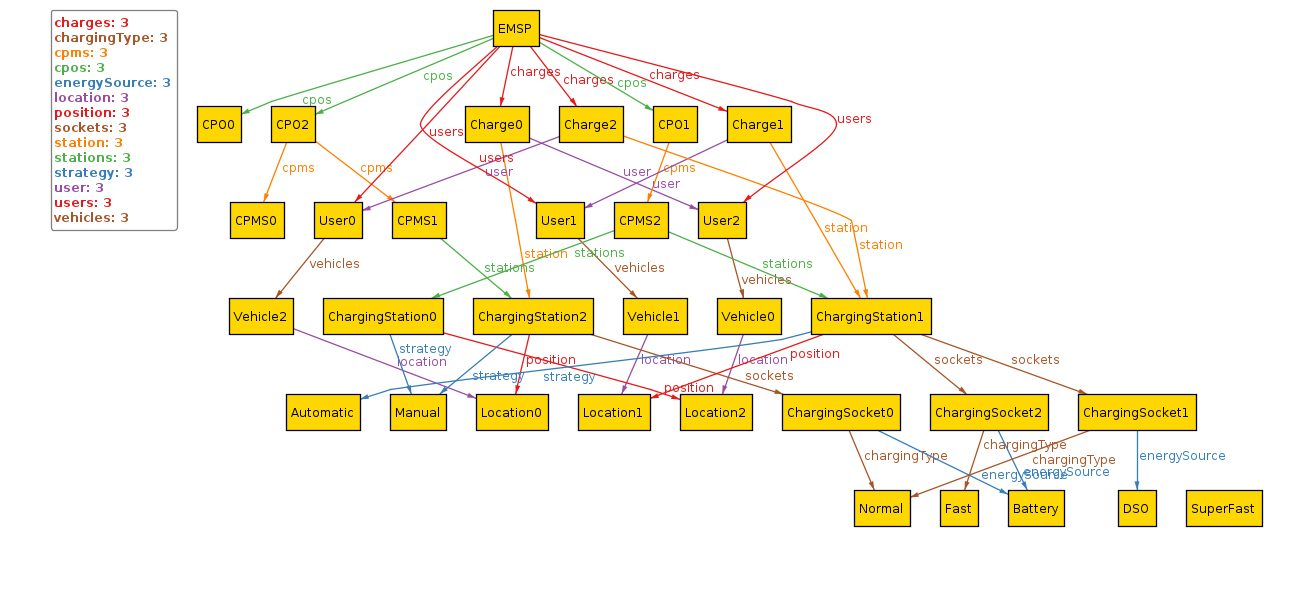 charges: 3
chargingType: 3
cpms: 3
cpos: 3
energySource: 3
location: 3
position: 3
sockets: 3
station: 3
stations: 3
strategy: 3
user: 3
users: 3
vehicles: 3
EMSP
charges
charges
charges
cpos
cpos
cpos
users
users
users
CPO0
CPO2
Charge0
Charge2
CPO1
Charge1
cpms
cpms
cpms
user
user
user
CPMS0
User0
CPMS1
User1
CPMS2
User2
station
station
station
vehicles
stations
stations
vehicles
stations
vehicles
Vehicle2
ChargingStation0
ChargingStation2
Vehicle1
Vehicle0
ChargingStation1
strategy
location
position
location
location
position
sockets
sockets
strategy
strategy
sockets
position
Automatic
Manual
Location0
Location1
Location2
ChargingSocket0
ChargingSocket2
ChargingSocket1
chargingType
chargingType
chargingType
energySource
energySource
energySource
Normal
Fast
Battery
DSO
SuperFast